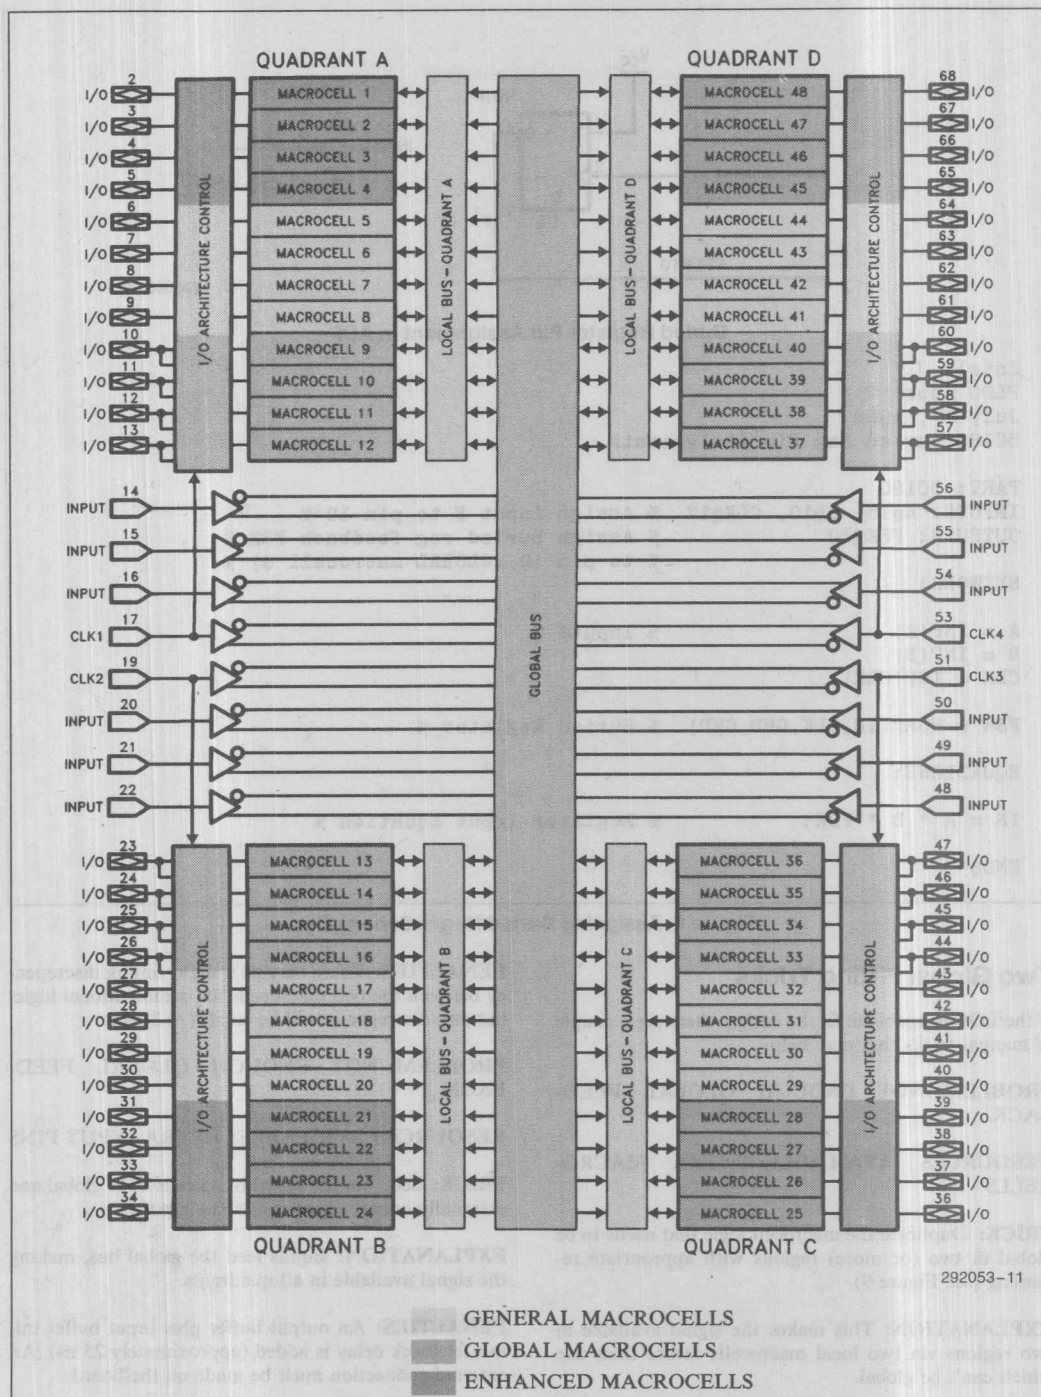 QUADRANT A
QUADRANT D
I/O 2 MACROCELL 1 MACROCELL 48 68 I/O
I/O 3 MACROCELL 2 MACROCELL 47 67 I/O
I/O 4 MACROCELL 3 MACROCELL 46 66 I/O
I/O 5 MACROCELL 4 MACROCELL 45 65 I/O
I/O 6 MACROCELL 5 MACROCELL 44 64 I/O
I/O 7 MACROCELL 6 MACROCELL 43 63 I/O
I/O 8 MACROCELL 7 MACROCELL 42 62 I/O
I/O 9 MACROCELL 8 MACROCELL 41 61 I/O
I/O 10 MACROCELL 9 MACROCELL 40 60 I/O
I/O 11 MACROCELL 10 MACROCELL 39 59 I/O
I/O 12 MACROCELL 11 MACROCELL 38 58 I/O
I/O 13 MACROCELL 12 MACROCELL 37 57 I/O
I/O ARCHITECTURE CONTROL
LOCAL BUS-QUADRANT A
LOCAL BUS-QUADRANT D
I/O ARCHITECTURE CONTROL
INPUT 14 56 INPUT
INPUT 15 55 INPUT
INPUT 16 54 INPUT
CLK1 17 53 CLK4
CLK2 19 51 CLK3
INPUT 20 50 INPUT
INPUT 21 49 INPUT
INPUT 22 48 INPUT
GLOBAL BUS
I/O 23 MACROCELL 13 MACROCELL 36 47 I/O
I/O 24 MACROCELL 14 MACROCELL 35 46 I/O
I/O 25 MACROCELL 15 MACROCELL 34 45 I/O
I/O 26 MACROCELL 16 MACROCELL 33 44 I/O
I/O 27 MACROCELL 17 MACROCELL 32 43 I/O
I/O 28 MACROCELL 18 MACROCELL 31 42 I/O
I/O 29 MACROCELL 19 MACROCELL 30 41 I/O
I/O 30 MACROCELL 20 MACROCELL 29 40 I/O
I/O 31 MACROCELL 21 MACROCELL 28 39 I/O
I/O 32 MACROCELL 22 MACROCELL 27 38 I/O
I/O 33 MACROCELL 23 MACROCELL 26 37 I/O
I/O 34 MACROCELL 24 MACROCELL 25 36 I/O
I/O ARCHITECTURE CONTROL
LOCAL BUS-QUADRANT B
LOCAL BUS-QUADRANT C
I/O ARCHITECTURE CONTROL
QUADRANT B
QUADRANT C
292053-11
GENERAL MACROCELLS
GLOBAL MACROCELLS
ENHANCED MACROCELLS